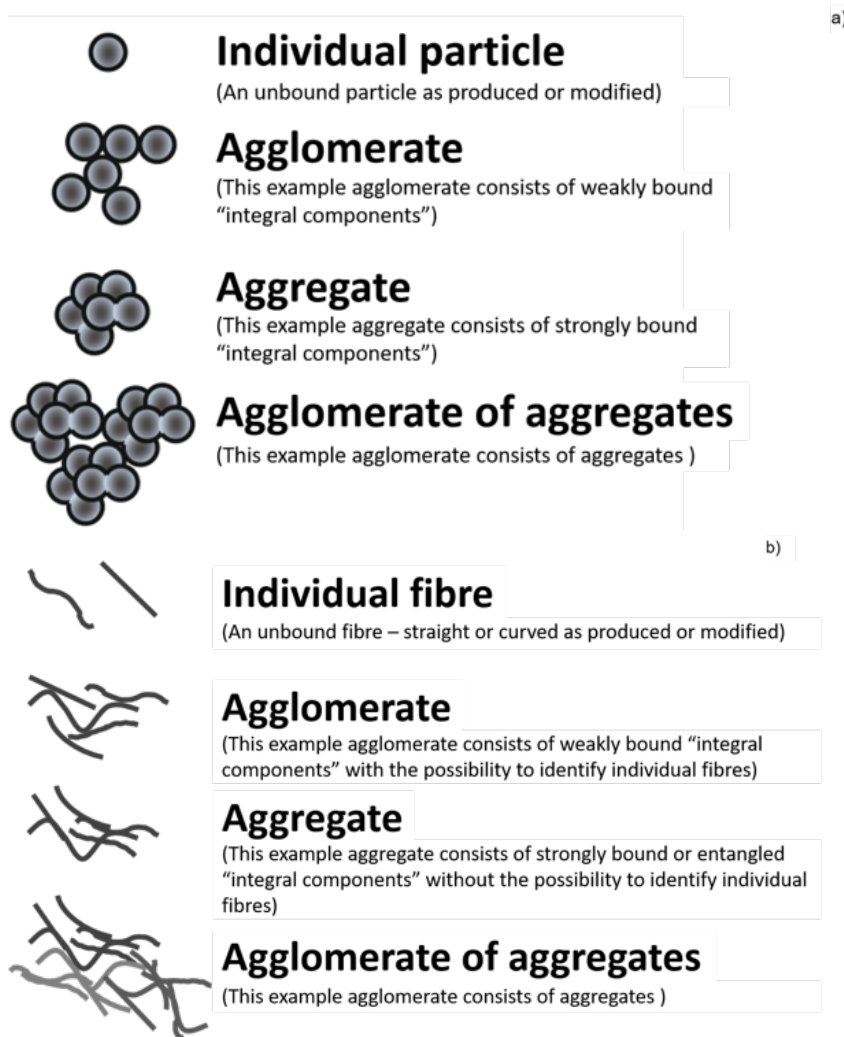 a)
Individual particle
(An unbound particle as produced or modified)
Agglomerate
(This example agglomerate consists of weakly bound
“integral components”)
Aggregate
(This example aggregate consists of strongly bound
“integral components”)
Agglomerate of aggregates
(This example agglomerate consists of aggregates )
b)
Individual fibre
(An unbound fibre – straight or curved as produced or modified)
Agglomerate
(This example agglomerate consists of weakly bound “integral
components” with the possibility to identify individual fibres)
Aggregate
(This example aggregate consists of strongly bound or entangled
“integral components” without the possibility to identify individual
fibres)
Agglomerate of aggregates
(This example agglomerate consists of aggregates )